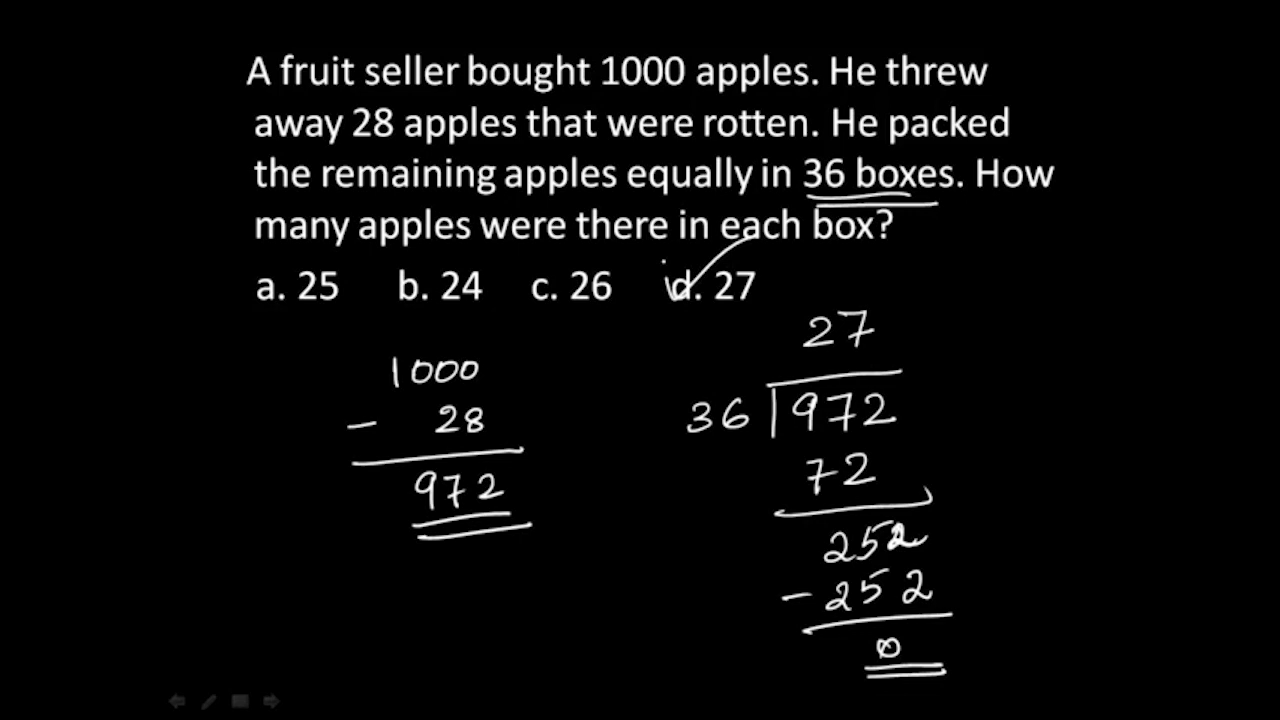 A fruit seller bought 1000 apples. He threw
away 28 apples that were rotten. He packed
the remaining apples equally in 36 boxes. How
many apples were there in each box?
a. 25 b. 24 c. 26 d. 27
1000
- 28
972
27
36 972
72
252
- 252
0